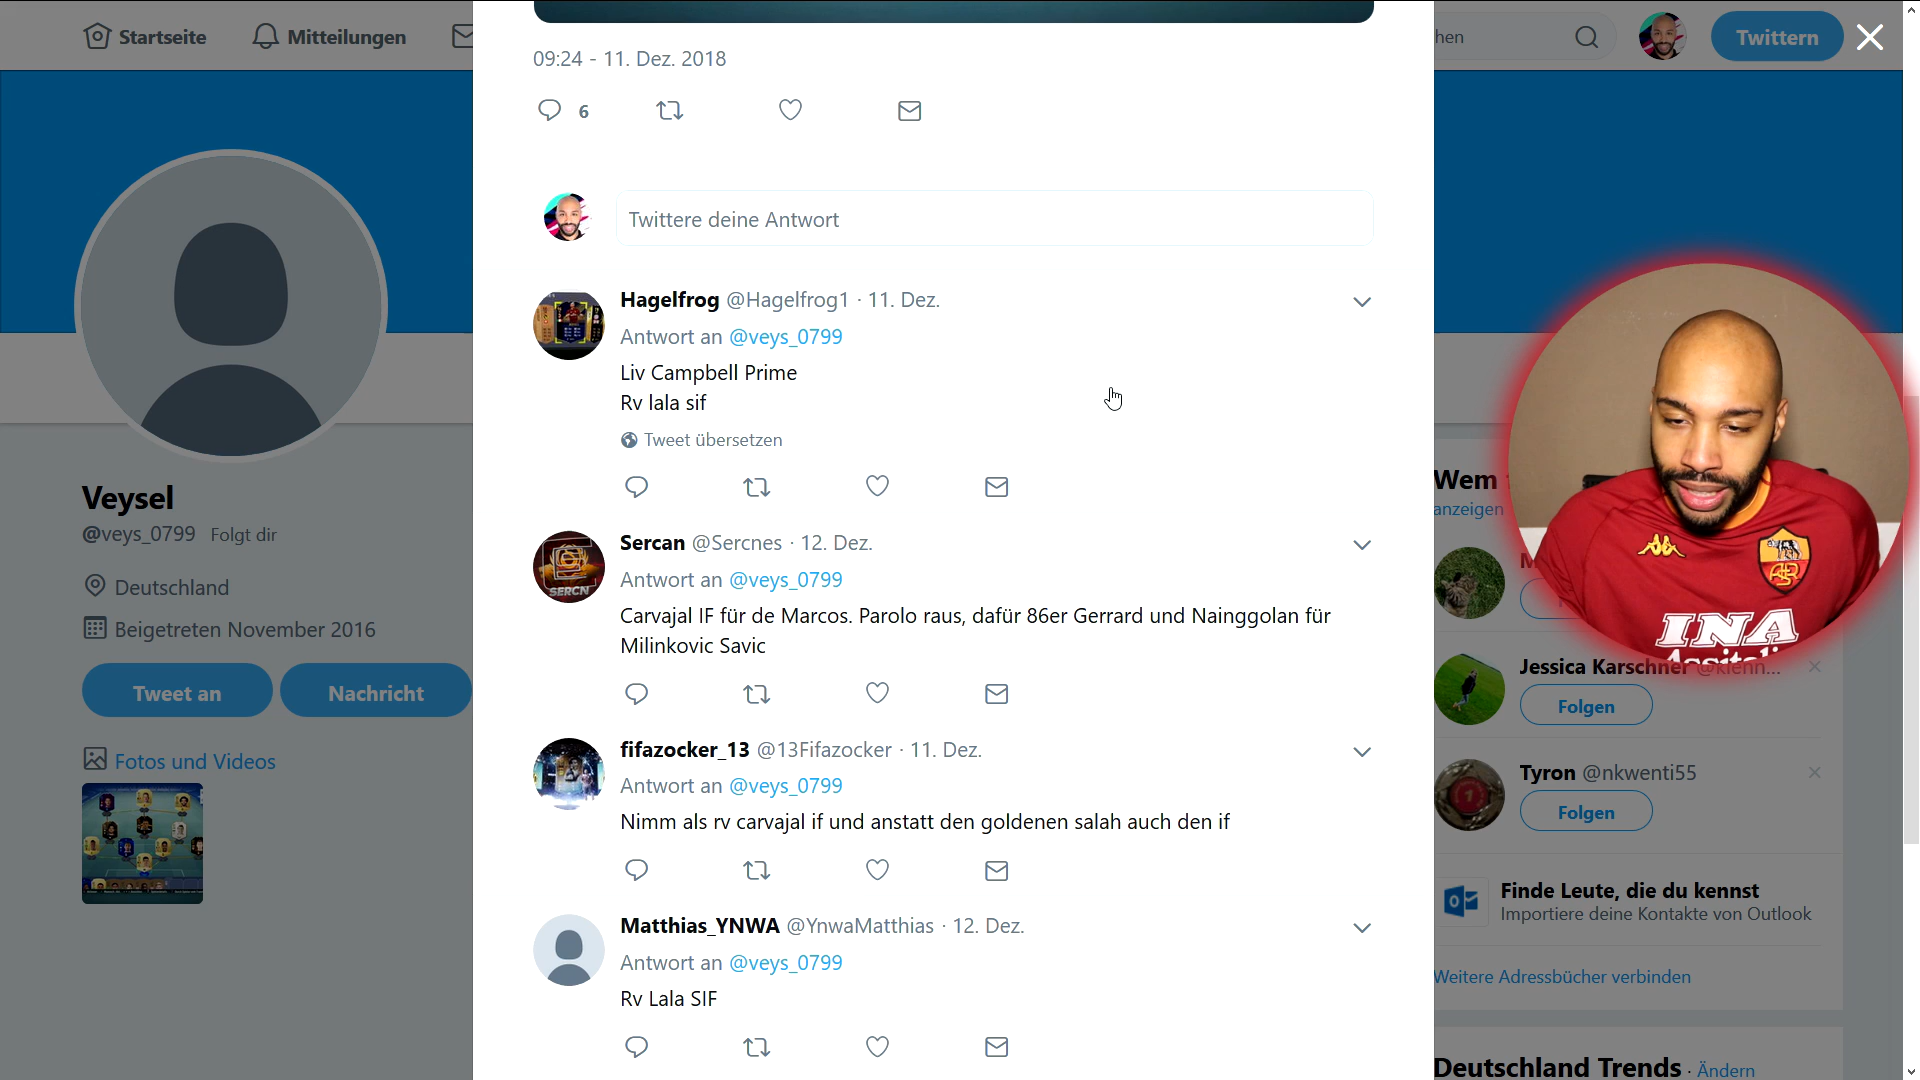 Startseite
Mitteilungen
hen
Twittern
09:24 - 11. Dez. 2018
6
Twittere deine Antwort
Hagelfrog @Hagelfrog1 · 11. Dez.
Antwort an @veys_0799
Liv Campbell Prime
Rv lala sif
Tweet übersetzen
Sercan @Sercnes · 12. Dez.
Antwort an @veys_0799
Carvajal IF für de Marcos. Parolo raus, dafür 86er Gerrard und Nainggolan für
Milinkovic Savic
SERCN
fifazocker_13 @13Fifazocker · 11. Dez.
Antwort an @veys_0799
Nimm als rv carvajal if und anstatt den goldenen salah auch den if
Matthias_YNWA @YnwaMatthias · 12. Dez.
Antwort an @veys_0799
Rv Lala SIF
Veysel
@veys_0799 Folgt dir
Deutschland
Beigetreten November 2016
Tweet an
Nachricht
Fotos und Videos
Wem
anzeigen
INA
Assitalia
Jessica Karschner @klenn...
Folgen
Tyron @nkwenti55
Folgen
Finde Leute, die du kennst
Importiere deine Kontakte von Outlook
Weitere Adressbücher verbinden
Deutschland Trends · Ändern